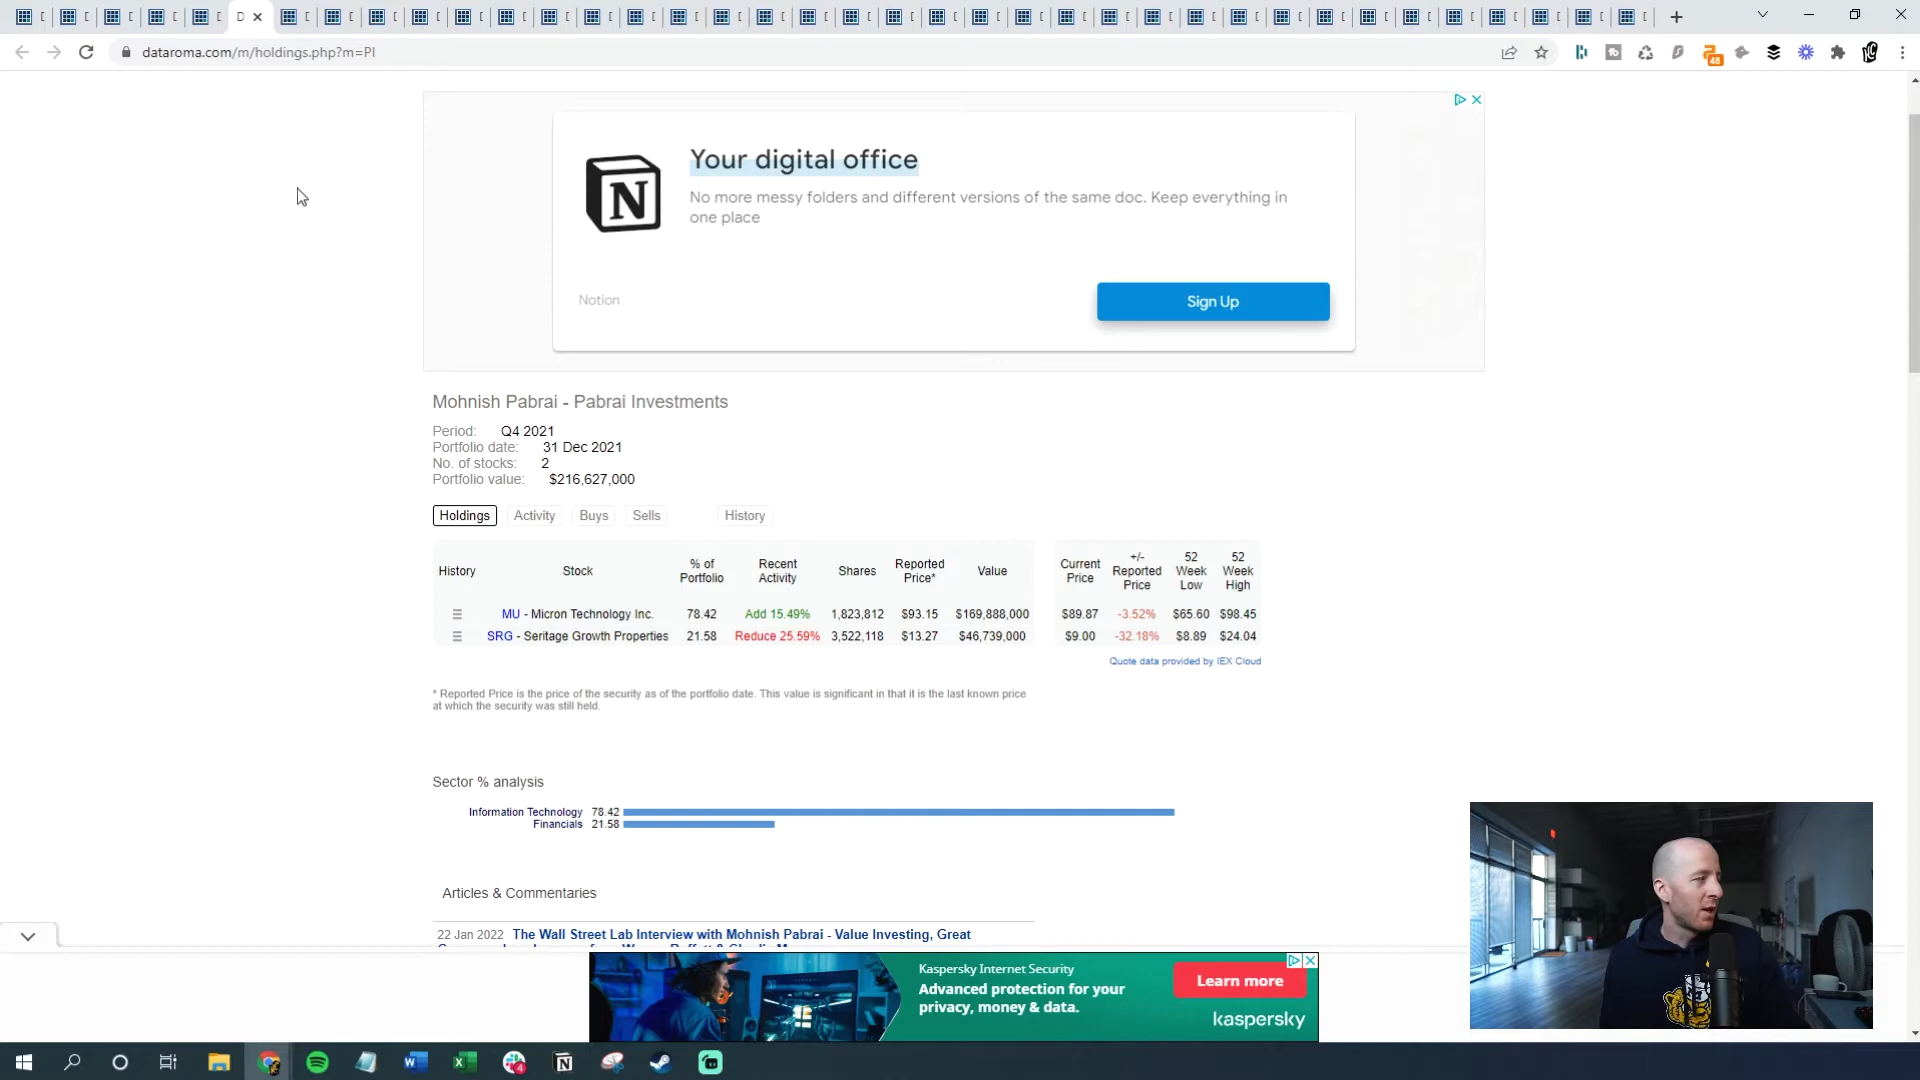 D
dataroma.com/m/holdings.php?m=PI
48
Your digital office
No more messy folders and different versions of the same doc. Keep everything in
one place
N
Notion
Sign Up
Mohnish Pabrai - Pabrai Investments
Period: Q4 2021
Portfolio date: 31 Dec 2021
No. of stocks: 2
Portfolio value: $216,627,000
Holdings Activity Buys Sells History
History Stock % of Portfolio Recent Activity Shares Reported Price* Value Current Price +/- Reported Price 52 Week Low 52 Week High
MU - Micron Technology Inc. 78.42 Add 15.49% 1,823,812 $93.15 $169,888,000 $89.87 -3.52% $65.60 $98.45
SRG - Seritage Growth Properties 21.58 Reduce 25.59% 3,522,118 $13.27 $46,739,000 $9.00 -32.18% $8.89 $24.04
Quote data provided by IEX Cloud
* Reported Price is the price of the security as of the portfolio date. This value is significant in that it is the last known price
at which the security was still held.
Sector % analysis
Information Technology 78.42
Financials 21.58
Articles & Commentaries
22 Jan 2022 The Wall Street Lab Interview with Mohnish Pabrai - Value Investing, Great
Kaspersky Internet Security
Advanced protection for your
privacy, money & data.
Learn more
kaspersky